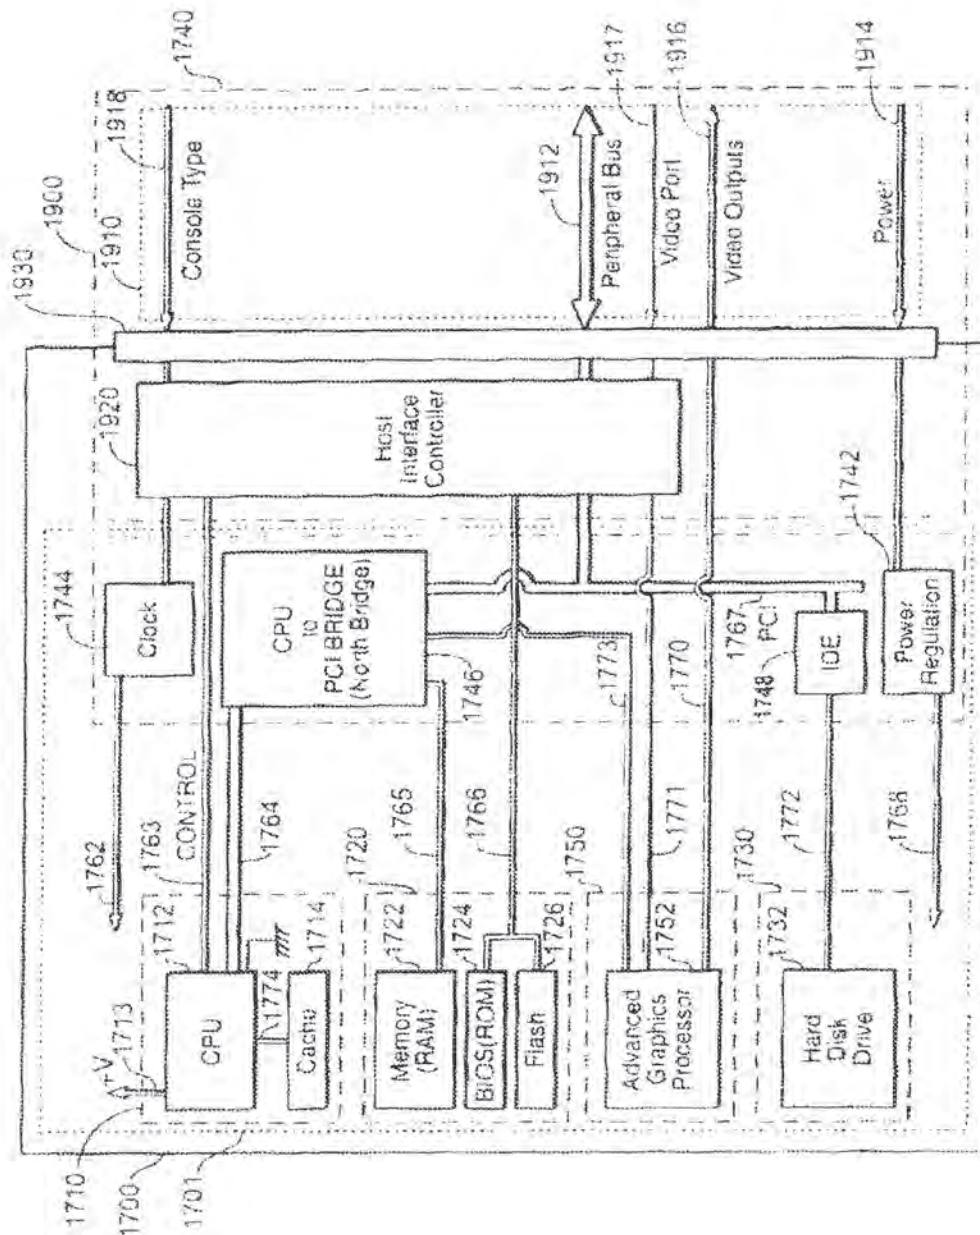 1740
1918
1917
1916
1914
1900
1910
1930
Console Type
1912
Peripheral Bus
Video Port
Video Outputs
Power
1920
Host
Interface
Controller
1742
1744
Clock
CPU
to
PCI BRIDGE
(North Bridge)
1746
1773
1770
1767
PCI
1748
IDE
Power
Regulation
1762
1763
CONTROL
1764
1720
1765
1766
1750
1771
1730
1772
1768
1712
1714
1722
1724
1726
1752
1732
+V
1713
CPU
1774
Cache
Memory
(RAM)
BIOS(ROM)
Flash
Advanced
Graphics
Processor
Hard
Disk
Drive
1710
1700
1701